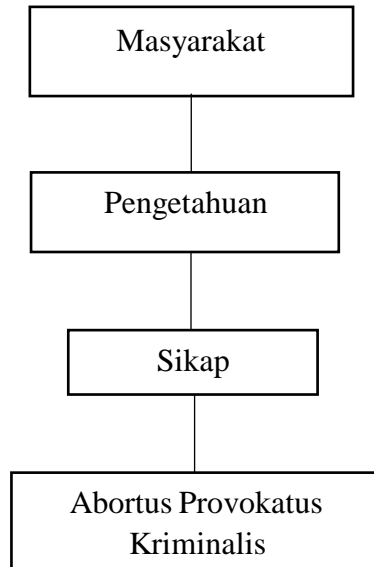 Masyarakat
Pengetahuan
Sikap
Abortus Provokatus
Kriminalis